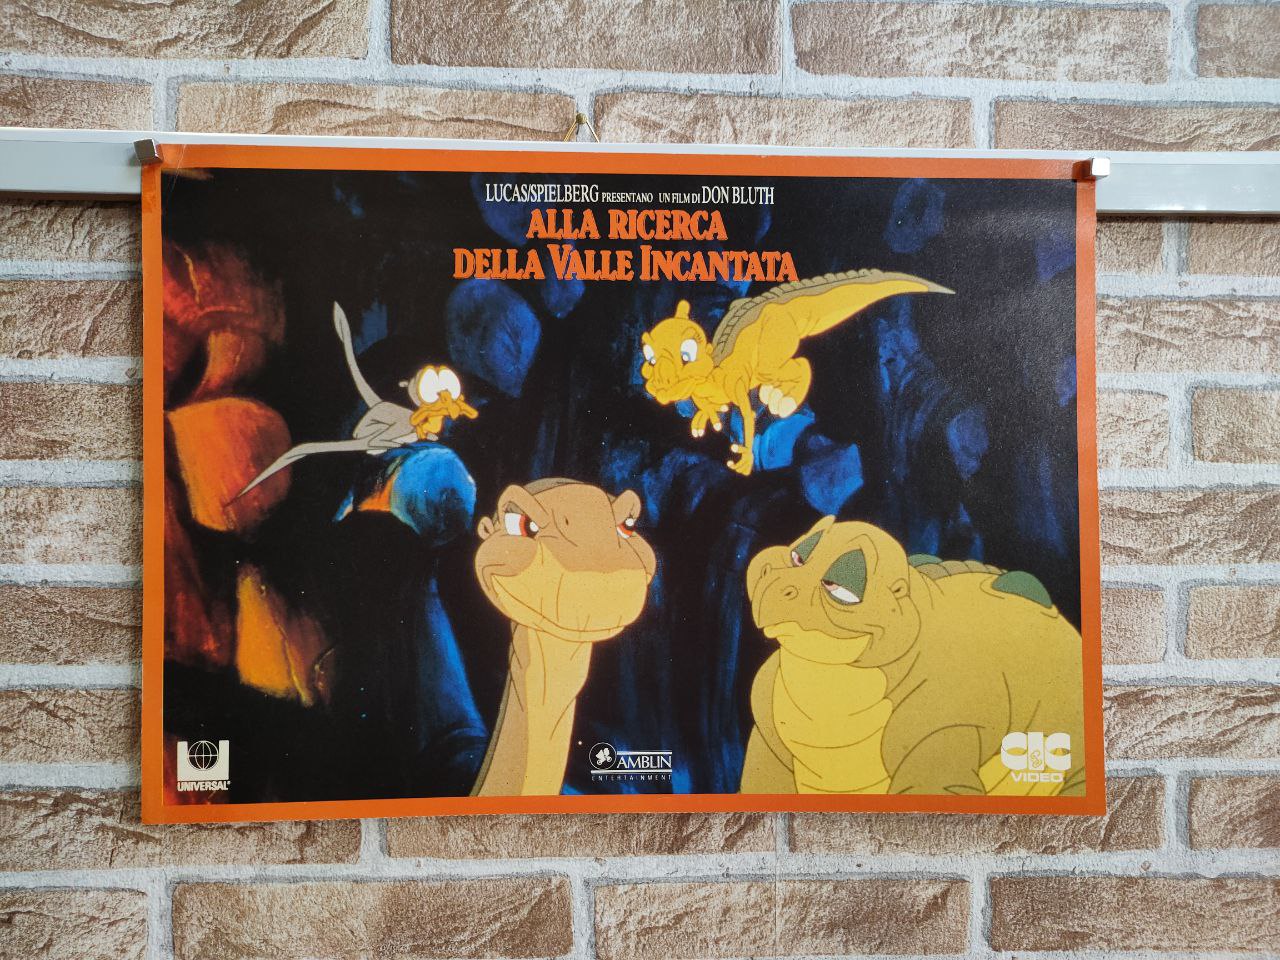 LUCAS/SPIELBERG PRESENTANO UN FILM DI DON BLUTH
ALLA RICERCA
DELLA VALLE INCANTATA
UNIVERSAL®
AMBLIN
ENTERTAINMENT
CIC
VIDEO